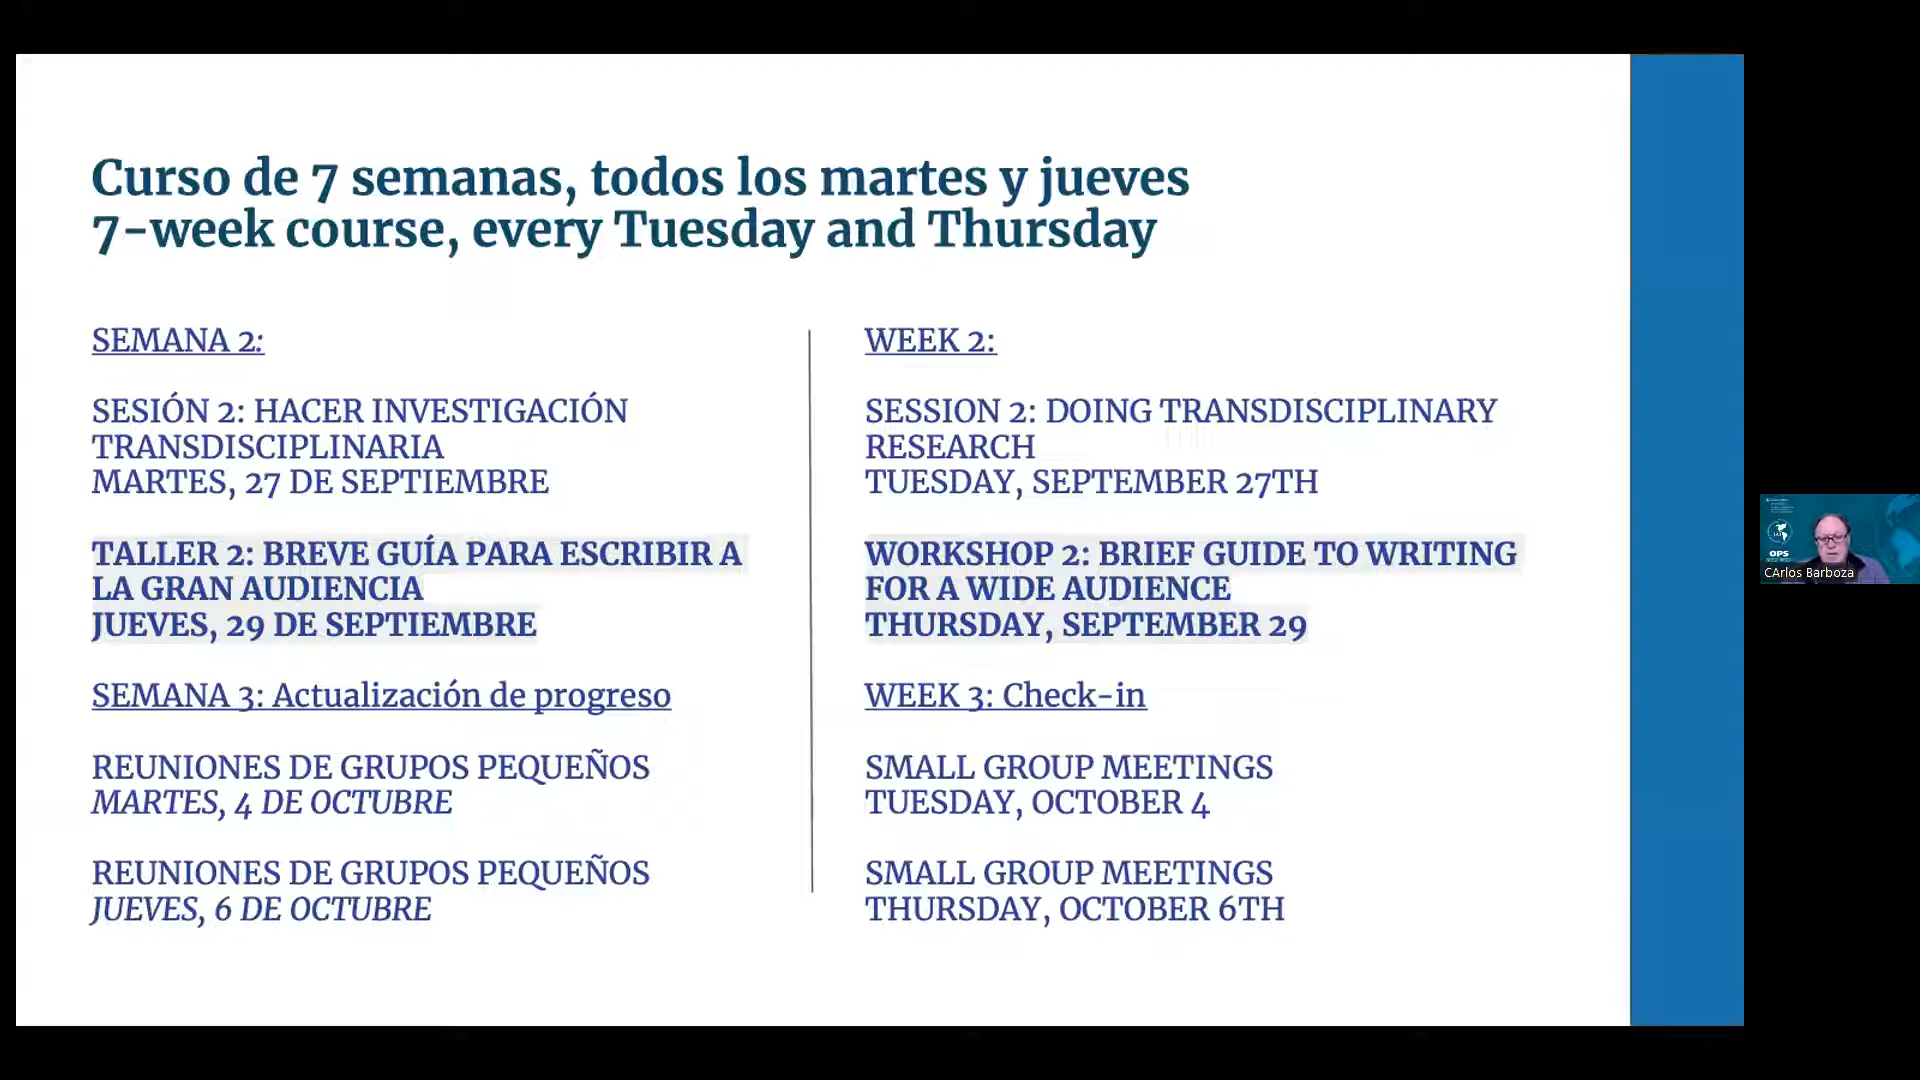 Curso de 7 semanas, todos los martes y jueves
7-week course, every Tuesday and Thursday
SEMANA 2:
SESIÓN 2: HACER INVESTIGACIÓN
TRANSDISCIPLINARIA
MARTES, 27 DE SEPTIEMBRE
TALLER 2: BREVE GUÍA PARA ESCRIBIR A
LA GRAN AUDIENCIA
JUEVES, 29 DE SEPTIEMBRE
SEMANA 3: Actualización de progreso
REUNIONES DE GRUPOS PEQUEÑOS
MARTES, 4 DE OCTUBRE
REUNIONES DE GRUPOS PEQUEÑOS
JUEVES, 6 DE OCTUBRE
WEEK 2:
SESSION 2: DOING TRANSDISCIPLINARY
RESEARCH
TUESDAY, SEPTEMBER 27TH
WORKSHOP 2: BRIEF GUIDE TO WRITING
FOR A WIDE AUDIENCE
THURSDAY, SEPTEMBER 29
WEEK 3: Check-in
SMALL GROUP MEETINGS
TUESDAY, OCTOBER 4
SMALL GROUP MEETINGS
THURSDAY, OCTOBER 6TH
OPS
CArlos Barboza